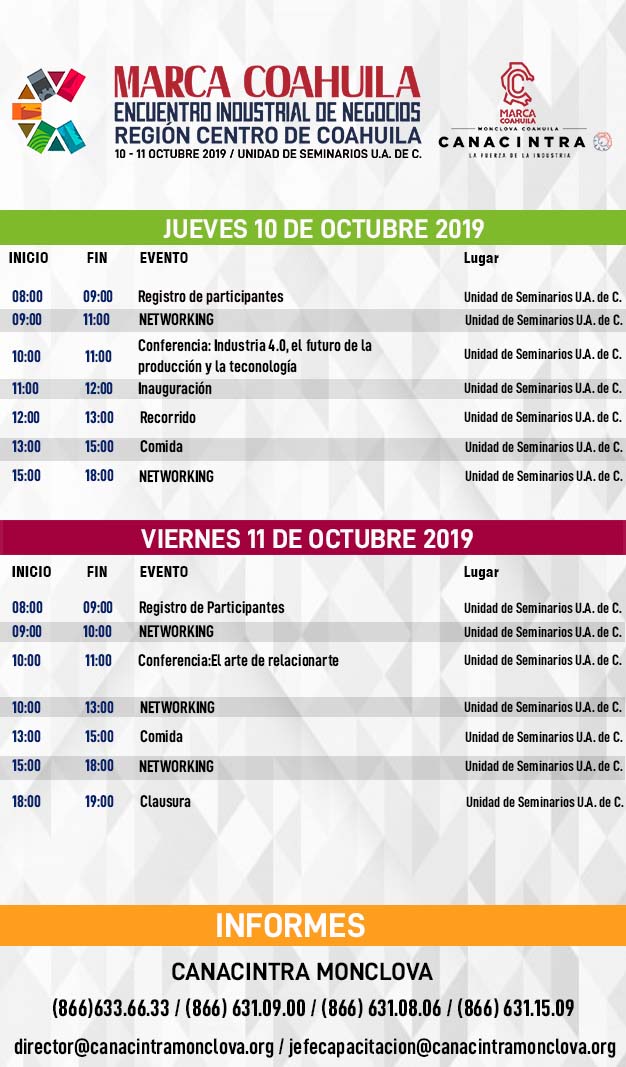 MARCA COAHUILA
ENCUENTRO INDUSTRIAL DE NEGOCIOS
REGIÓN CENTRO DE COAHUILA
10 - 11 OCTUBRE 2019 / UNIDAD DE SEMINARIOS U.A. DE C.
MARCA
COAHUILA
MONCLOVA COAHUILA
CANACINTRA
LA FUERZA DE LA INDUSTRIA
JUEVES 10 DE OCTUBRE 2019
INICIO FIN EVENTO Lugar
08:00 09:00 Registro de participantes Unidad de Seminarios U.A. de C.
09:00 11:00 NETWORKING Unidad de Seminarios U.A. de C.
10:00 11:00 Conferencia: Industria 4.0, el futuro de la Unidad de Seminarios U.A. de C.
producción y la teconología
11:00 12:00 Inauguración Unidad de Seminarios U.A. de C.
12:00 13:00 Recorrido Unidad de Seminarios U.A. de C.
13:00 15:00 Comida Unidad de Seminarios U.A. de C.
15:00 18:00 NETWORKING Unidad de Seminarios U.A. de C.
VIERNES 11 DE OCTUBRE 2019
INICIO FIN EVENTO Lugar
08:00 09:00 Registro de Participantes Unidad de Seminarios U.A. de C.
09:00 10:00 NETWORKING Unidad de Seminarios U.A. de C.
10:00 11:00 Conferencia:El arte de relacionarte Unidad de Seminarios U.A. de C.
10:00 13:00 NETWORKING Unidad de Seminarios U.A. de C.
13:00 15:00 Comida Unidad de Seminarios U.A. de C.
15:00 18:00 NETWORKING Unidad de Seminarios U.A. de C.
18:00 19:00 Clausura Unidad de Seminarios U.A. de C.
INFORMES
CANACINTRA MONCLOVA
(866)633.66.33 / (866) 631.09.00 / (866) 631.08.06 / (866) 631.15.09
director@canacintramonclova.org / jefecapacitacion@canacintramonclova.org